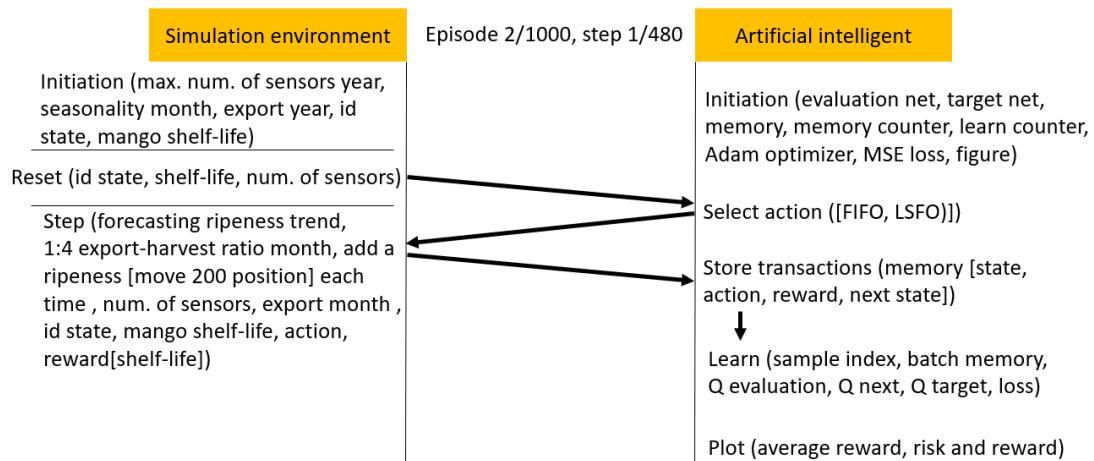 Simulation environment
Episode 2/1000, step 1/480
Artificial intelligent
Initiation (max. num. of sensors year,
seasonality month, export year, id
state, mango shelf-life)
Reset (id state, shelf-life, num. of sensors)
Step (forecasting ripeness trend,
1:4 export-harvest ratio month, add a
ripeness [move 200 position] each
time , num. of sensors, export month ,
id state, mango shelf-life, action,
reward[shelf-life])
Initiation (evaluation net, target net,
memory, memory counter, learn counter,
Adam optimizer, MSE loss, figure)
Select action ([FIFO, LSFO)])
Store transactions (memory [state,
action, reward, next state])
Learn (sample index, batch memory,
Q evaluation, Q next, Q target, loss)
Plot (average reward, risk and reward)